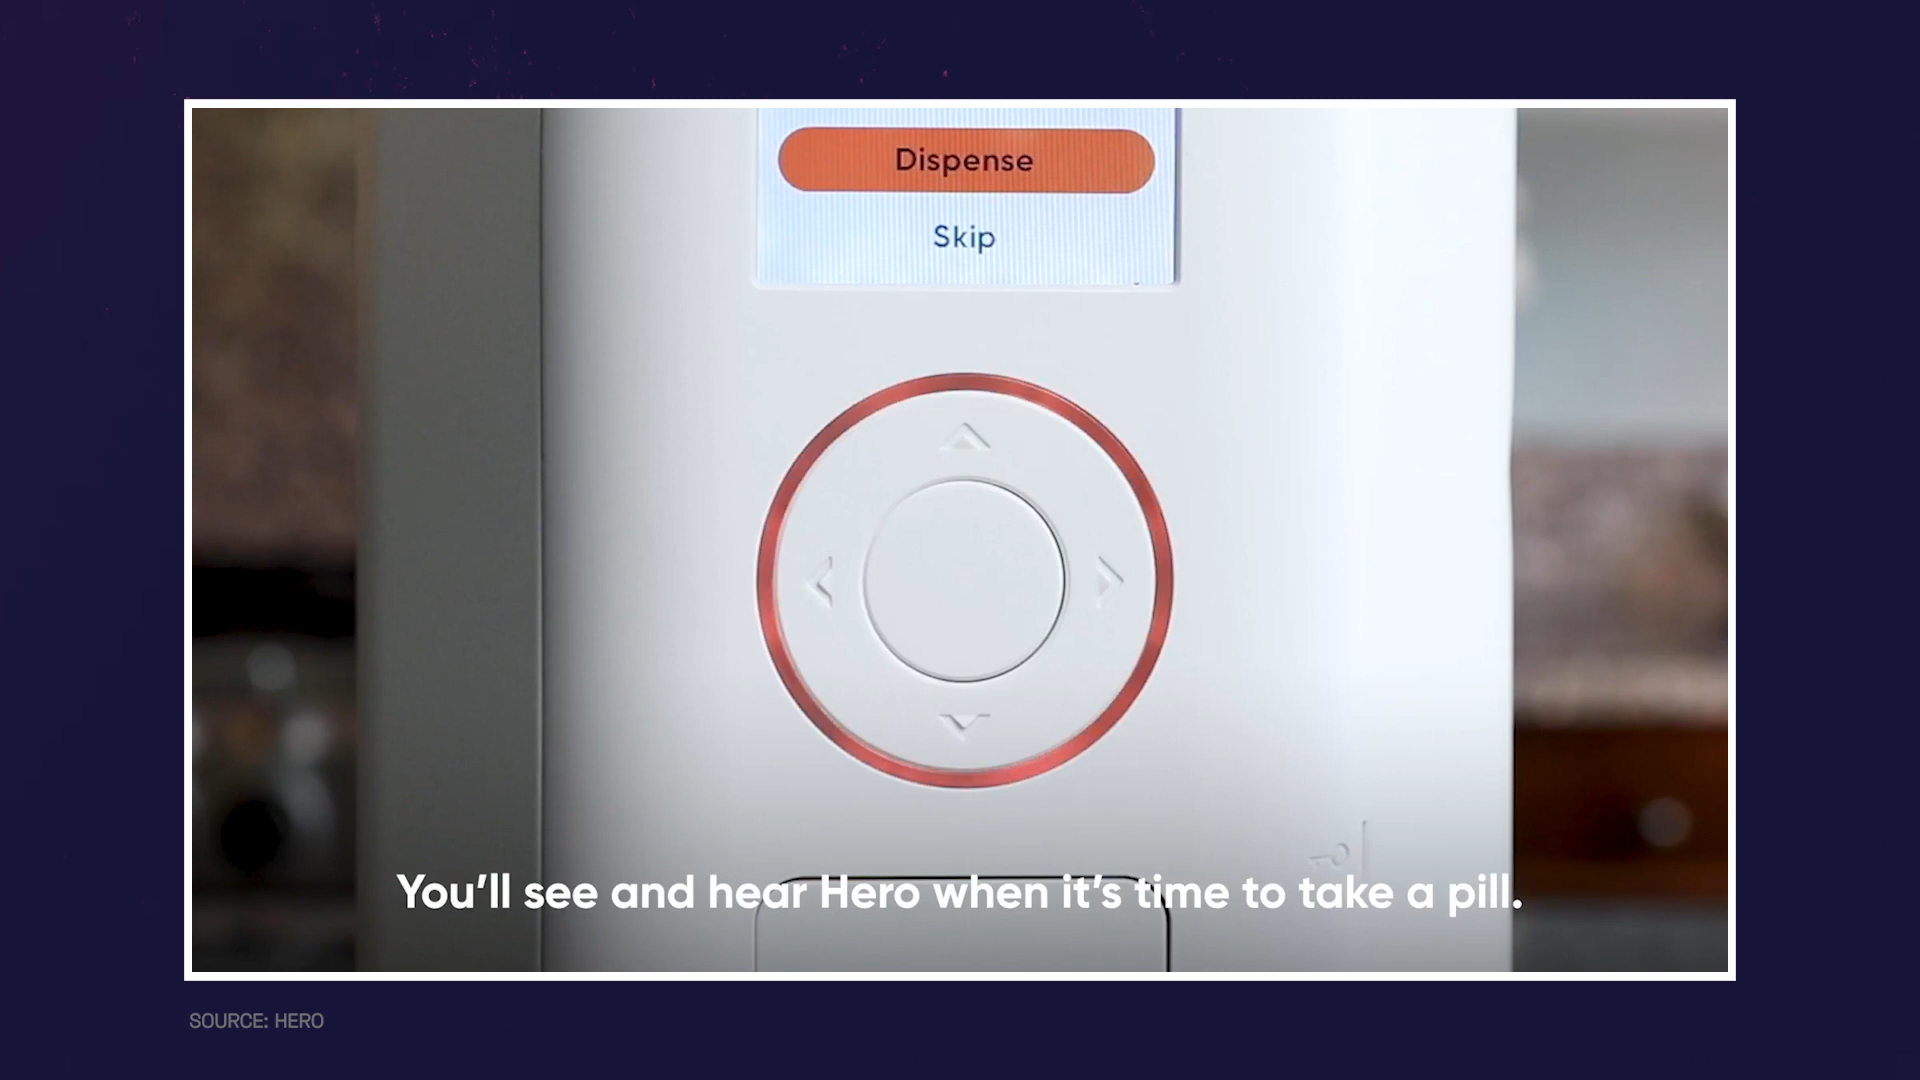 Dispense
Skip
You'll see and hear Hero when it's time to take a pill.
SOURCE: HERO